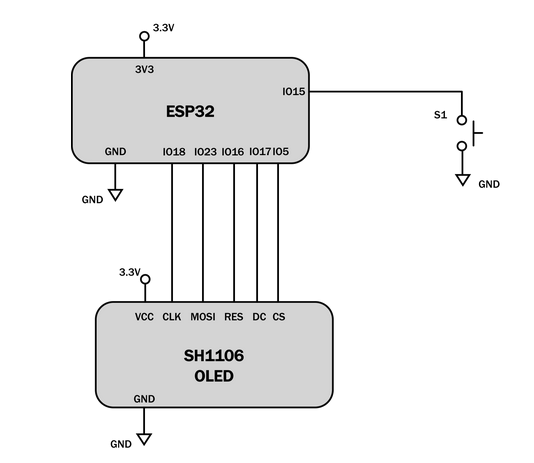 3.3V
3V3
IO15
ESP32
S1
GND IO18 IO23 IO16 IO17 IO5
GND
GND
3.3V
VCC CLK MOSI RES DC CS
SH1106
OLED
GND
GND